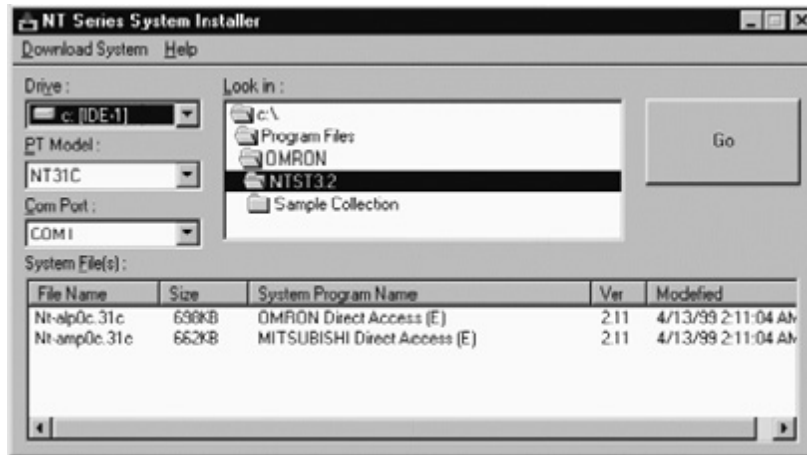 NT Series System Installer
Download System Help
Drive :
Look in :
c: [IDE-1]
c:\
Program Files
OMRON
NTST3.2
Sample Collection
Go
PT Model :
NT31C
Com Port :
COM1
System File(s) :
File Name Size System Program Name Ver Modefied
Nt-alp0c.31c 698KB OMRON Direct Access (E) 2.11 4/13/99 2:11:04 AM
Nt-amp0c.31c 662KB MITSUBISHI Direct Access (E) 2.11 4/13/99 2:11:04 AM